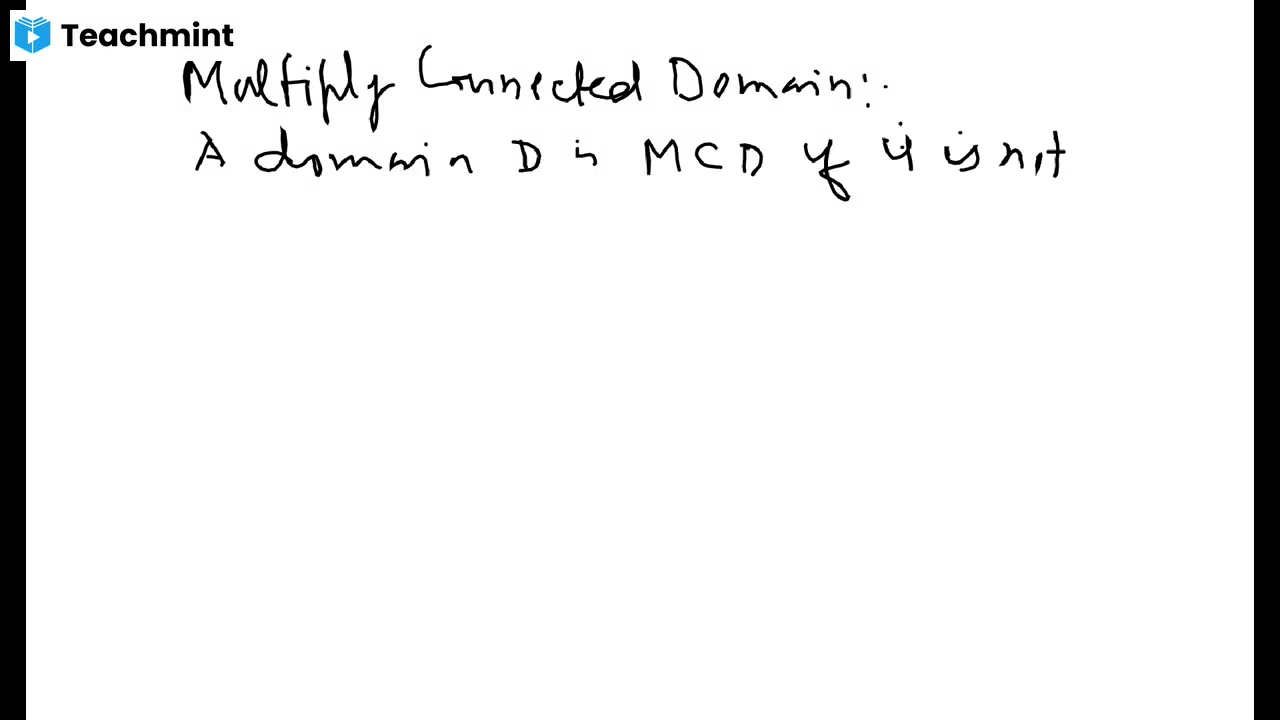 Teachmint
Multiply Connected Domain:.
A domain D is MCD if it is not